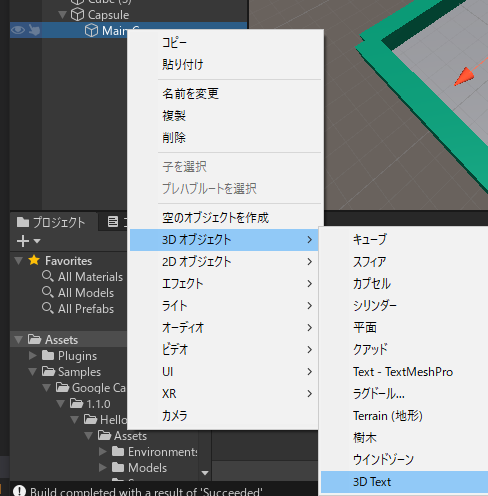 Cube (3)
Capsule
Main C
コピー
貼り付け
名前を変更
複製
削除
子を選択
プレハブルートを選択
空のオブジェクトを作成
3D オブジェクト
2D オブジェクト
エフェクト
ライト
オーディオ
ビデオ
UI
XR
カメラ
キューブ
スフィア
カプセル
シリンダー
平面
クアッド
Text - TextMeshPro
ラグドール...
Terrain (地形)
樹木
ウインドゾーン
3D Text
プロジェクト
Favorites
All Materials
All Models
All Prefabs
Assets
Plugins
Samples
Google Ca
1.1.0
Hello
Assets
Environments
Models
Build completed with a result of 'Succeeded'